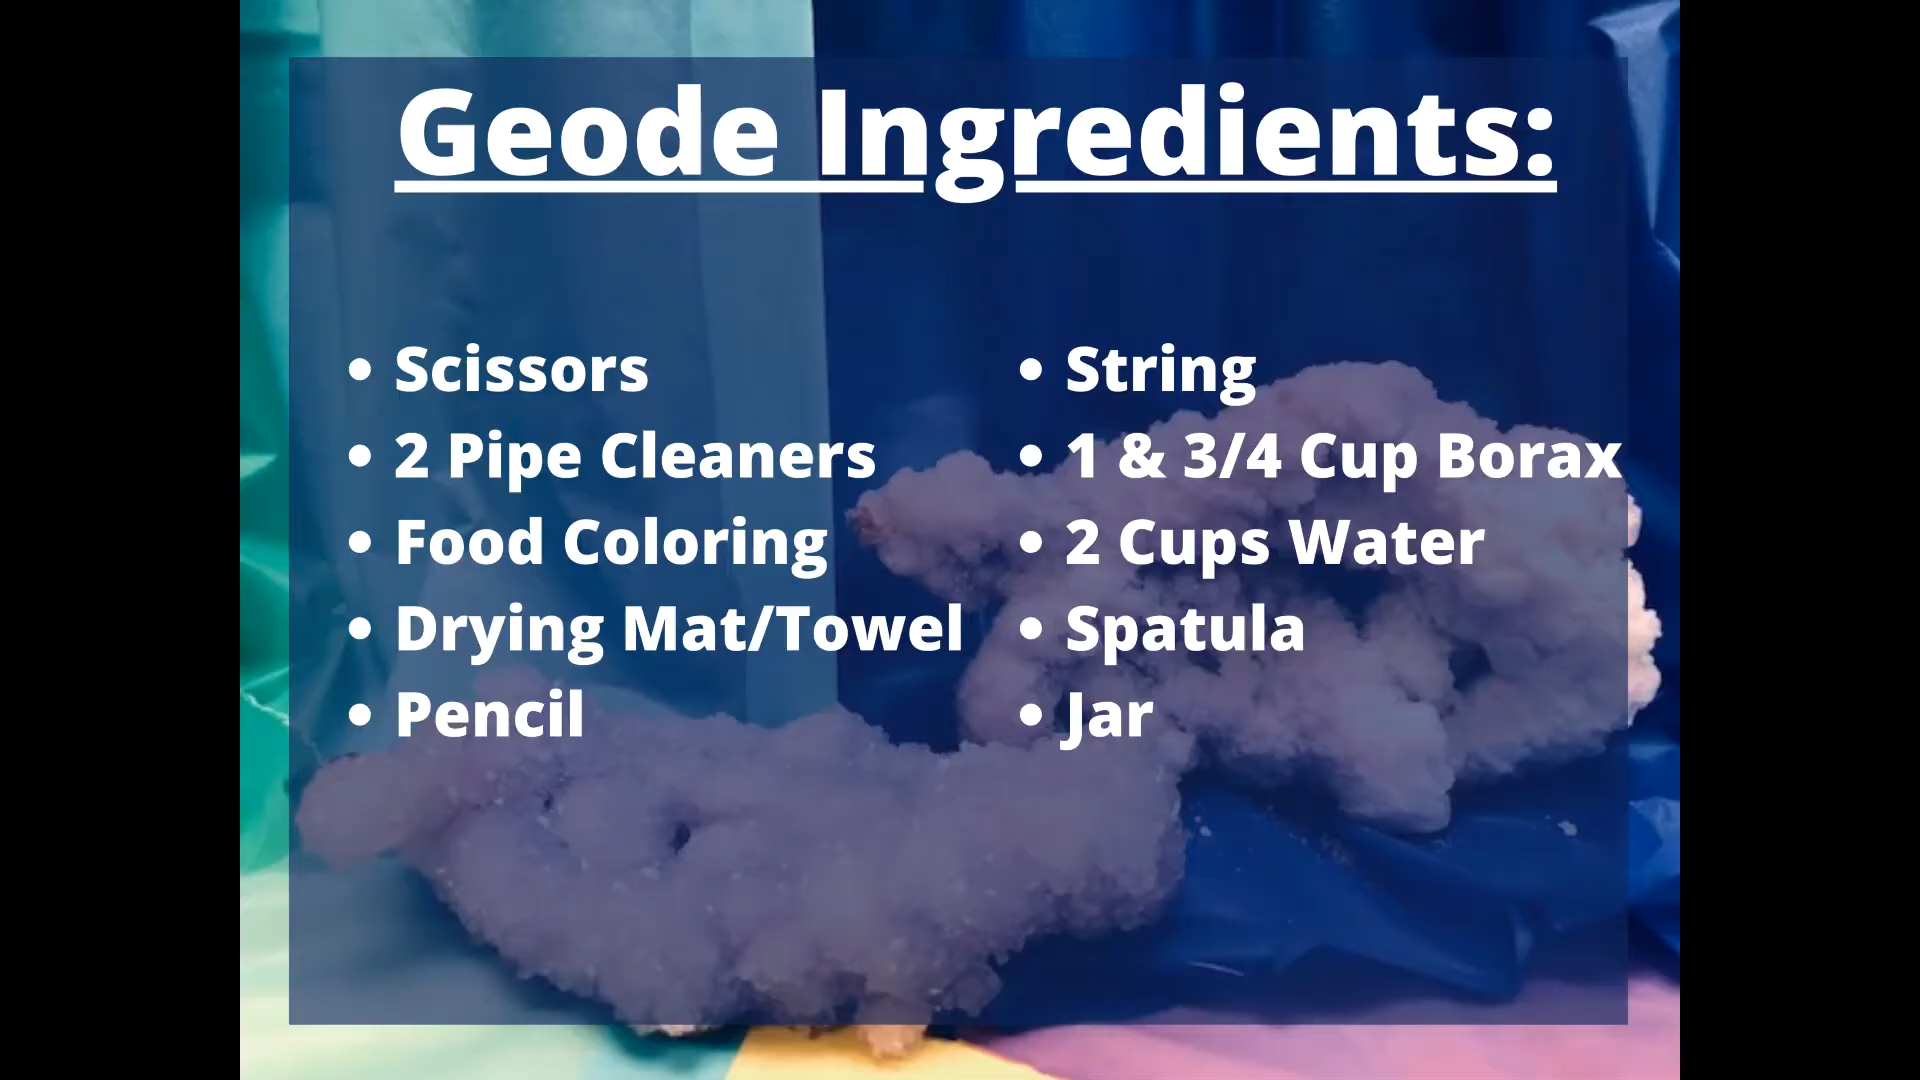 Geode Ingredients:
• Scissors
• 2 Pipe Cleaners
• Food Coloring
• Drying Mat/Towel
• Pencil
• String
• 1 & 3/4 Cup Borax
• 2 Cups Water
• Spatula
• Jar